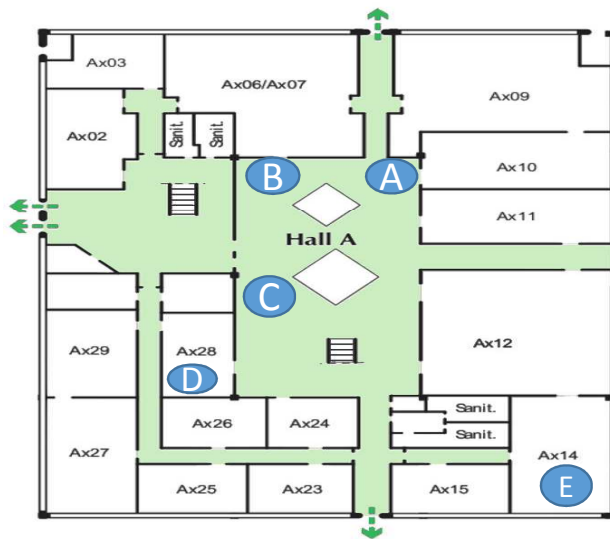 Ax03
Ax06/Ax07
Ax09
Ax02
Sanit.
Sanit.
Ax10
B
A
Ax11
Hall A
C
Ax29
Ax28
Ax12
D
Ax26
Ax24
Sanit.
Sanit.
Ax27
Ax14
Ax25
Ax23
Ax15
E